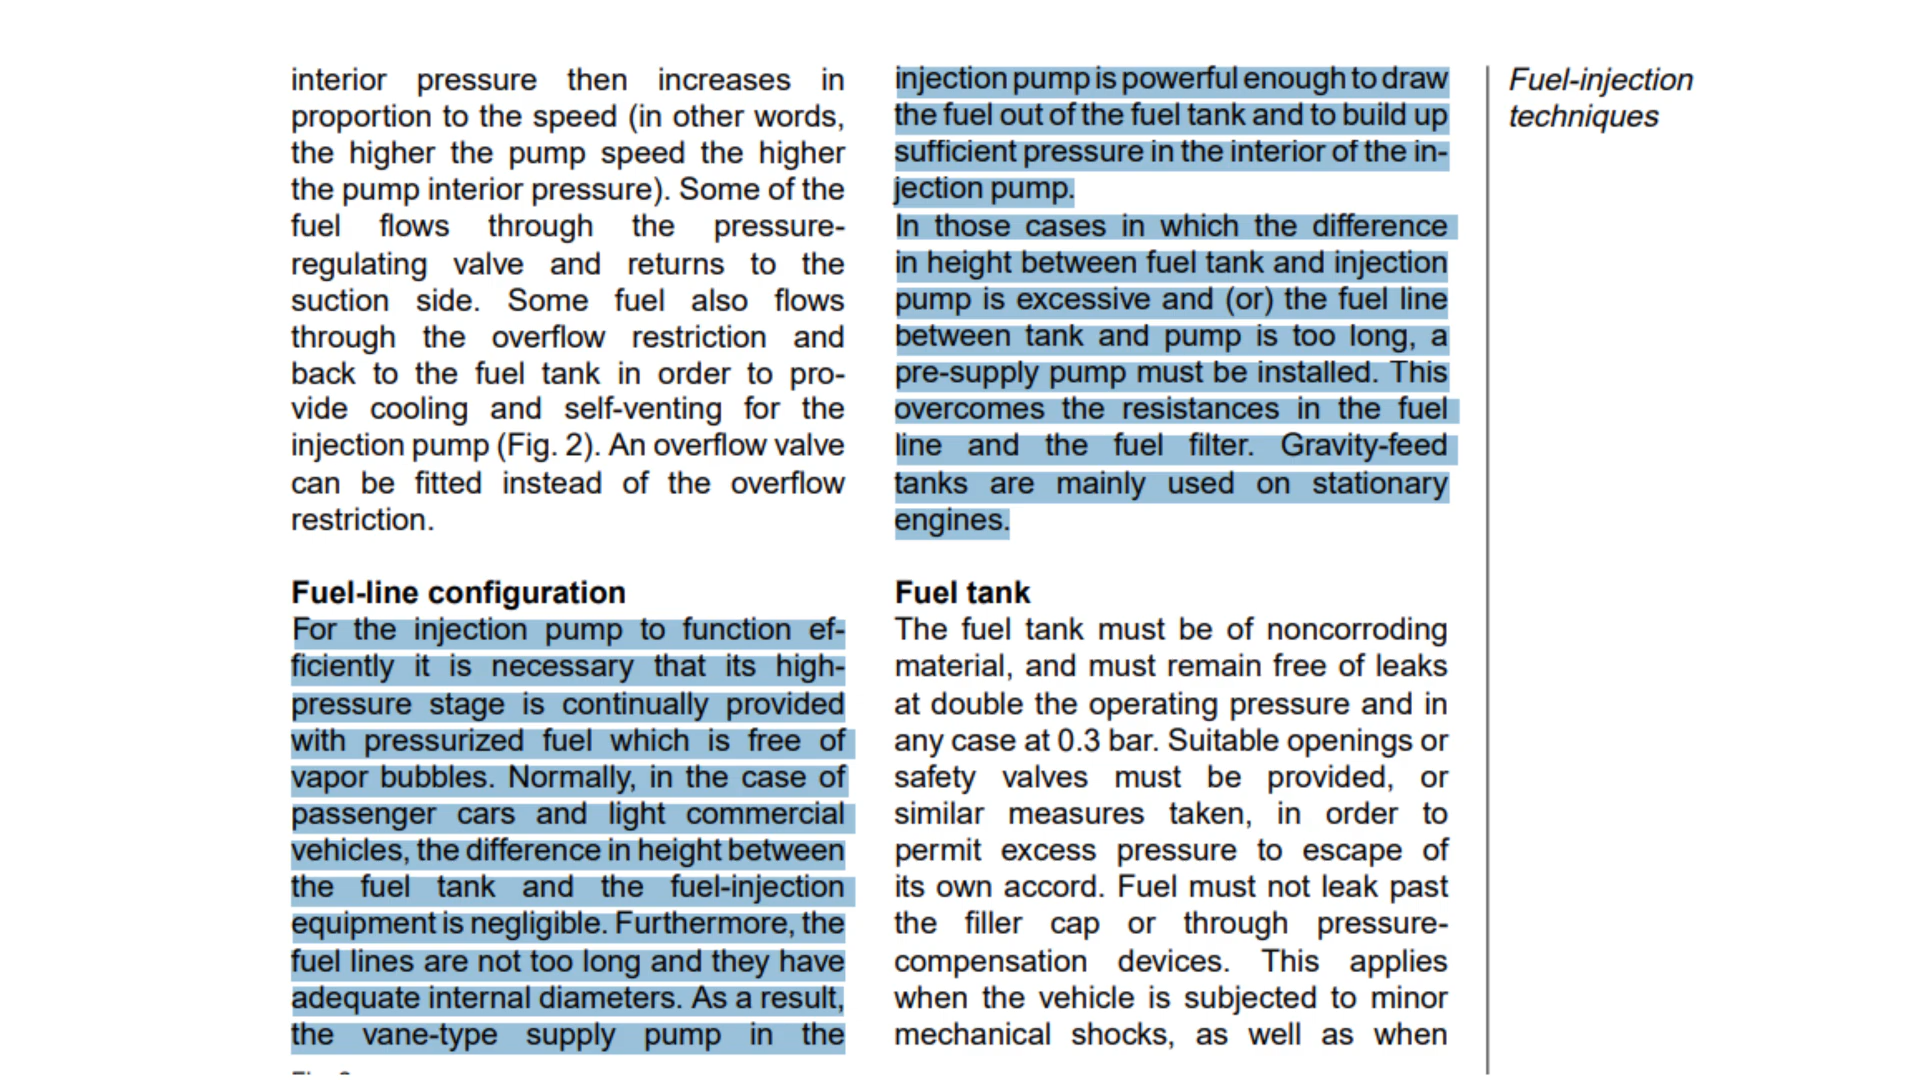 interior pressure then increases in
proportion to the speed (in other words,
the higher the pump speed the higher
the pump interior pressure). Some of the
fuel flows through the pressure-
regulating valve and returns to the
suction side. Some fuel also flows
through the overflow restriction and
back to the fuel tank in order to pro-
vide cooling and self-venting for the
injection pump (Fig. 2). An overflow valve
can be fitted instead of the overflow
restriction.
Fuel-line configuration
For the injection pump to function ef-
ficiently it is necessary that its high-
pressure stage is continually provided
with pressurized fuel which is free of
vapor bubbles. Normally, in the case of
passenger cars and light commercial
vehicles, the difference in height between
the fuel tank and the fuel-injection
equipment is negligible. Furthermore, the
fuel lines are not too long and they have
adequate internal diameters. As a result,
the vane-type supply pump in the
injection pump is powerful enough to draw
the fuel out of the fuel tank and to build up
sufficient pressure in the interior of the in-
jection pump.
In those cases in which the difference
in height between fuel tank and injection
pump is excessive and (or) the fuel line
between tank and pump is too long, a
pre-supply pump must be installed. This
overcomes the resistances in the fuel
line and the fuel filter. Gravity-feed
tanks are mainly used on stationary
engines.
Fuel tank
The fuel tank must be of noncorroding
material, and must remain free of leaks
at double the operating pressure and in
any case at 0.3 bar. Suitable openings or
safety valves must be provided, or
similar measures taken, in order to
permit excess pressure to escape of
its own accord. Fuel must not leak past
the filler cap or through pressure-
compensation devices. This applies
when the vehicle is subjected to minor
mechanical shocks, as well as when
Fuel-injection
techniques